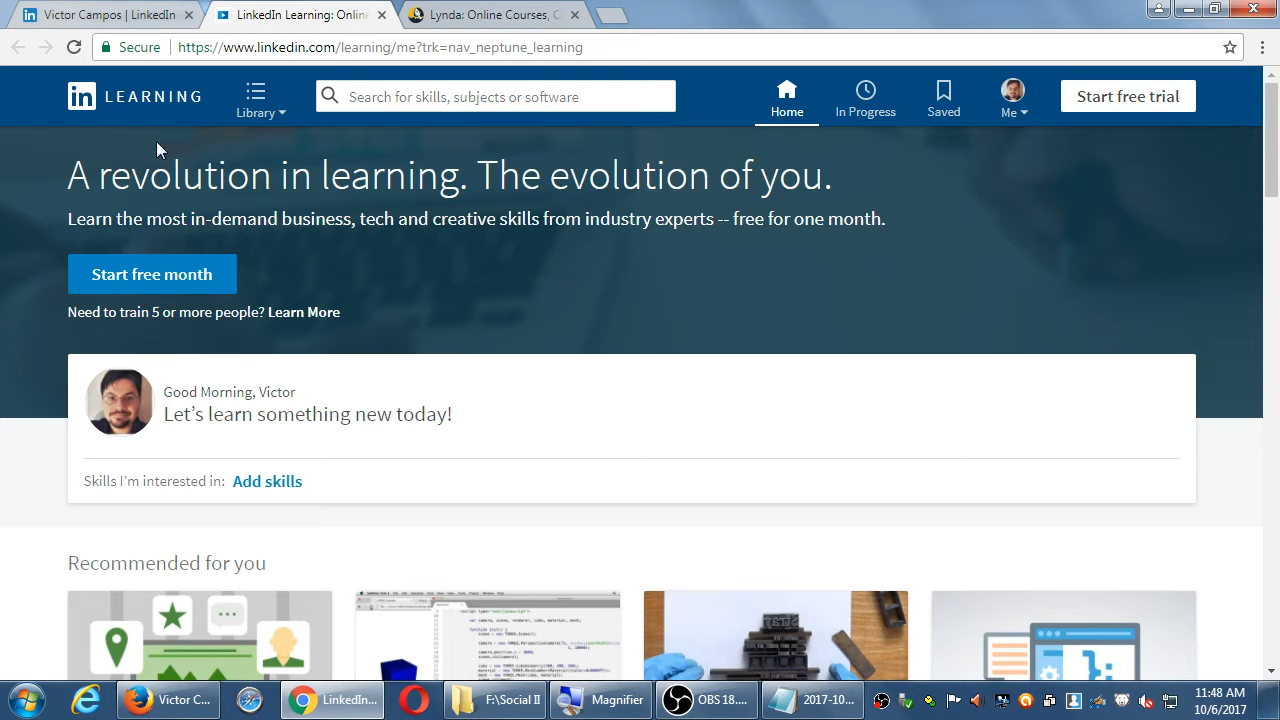 Victor Campos | LinkedIn
LinkedIn Learning: Online
Lynda: Online Courses, C
Secure
https://www.linkedin.com/learning/me?trk=nav_neptune_learning
in LEARNING
Library
Search for skills, subjects or software
Home
In Progress
Saved
Me
Start free trial
A revolution in learning. The evolution of you.
Learn the most in-demand business, tech and creative skills from industry experts -- free for one month.
Start free month
Need to train 5 or more people? Learn More
Good Morning, Victor
Let's learn something new today!
Skills I'm interested in: Add skills
Recommended for you
Victor C...
LinkedIn...
F:\Social II
Magnifier
OBS 18....
2017-10...
11:48 AM
10/6/2017